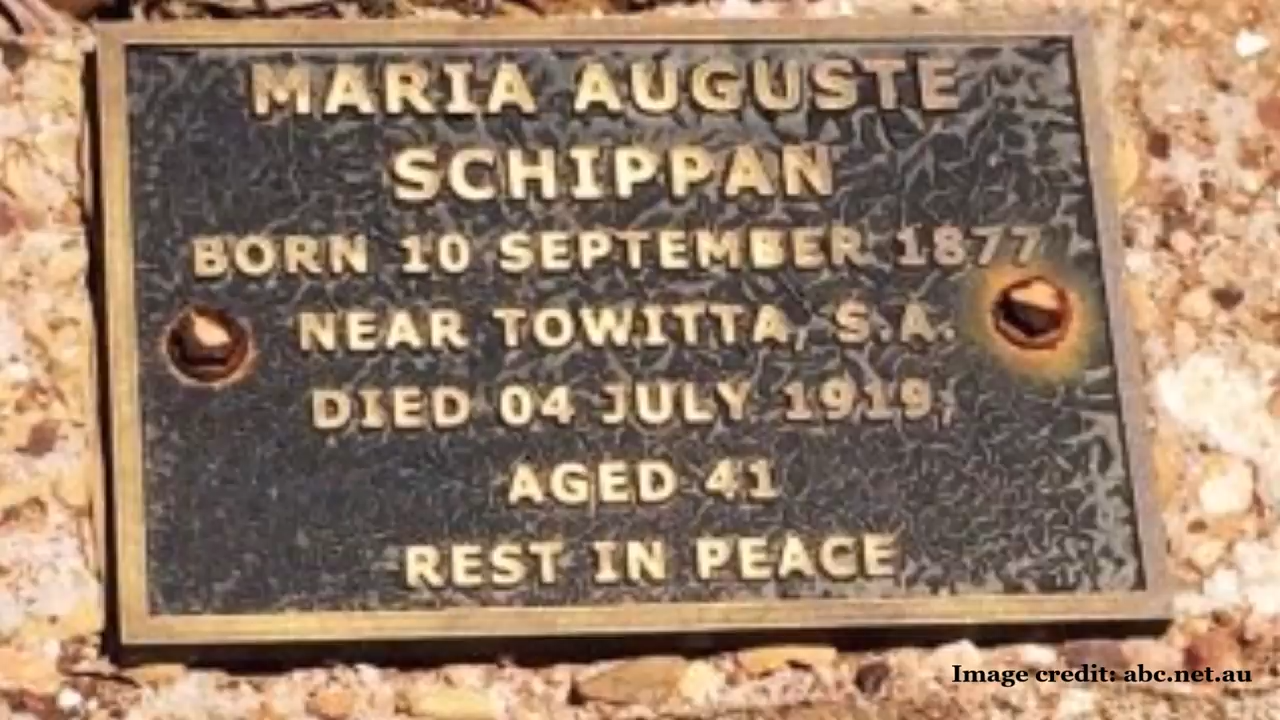 MARIA AUGUSTE
SCHIPPAN
BORN 10 SEPTEMBER 1877
NEAR TOWITTA, S.A.
DIED 04 JULY 1919,
AGED 41
REST IN PEACE
Image credit: abc.net.au